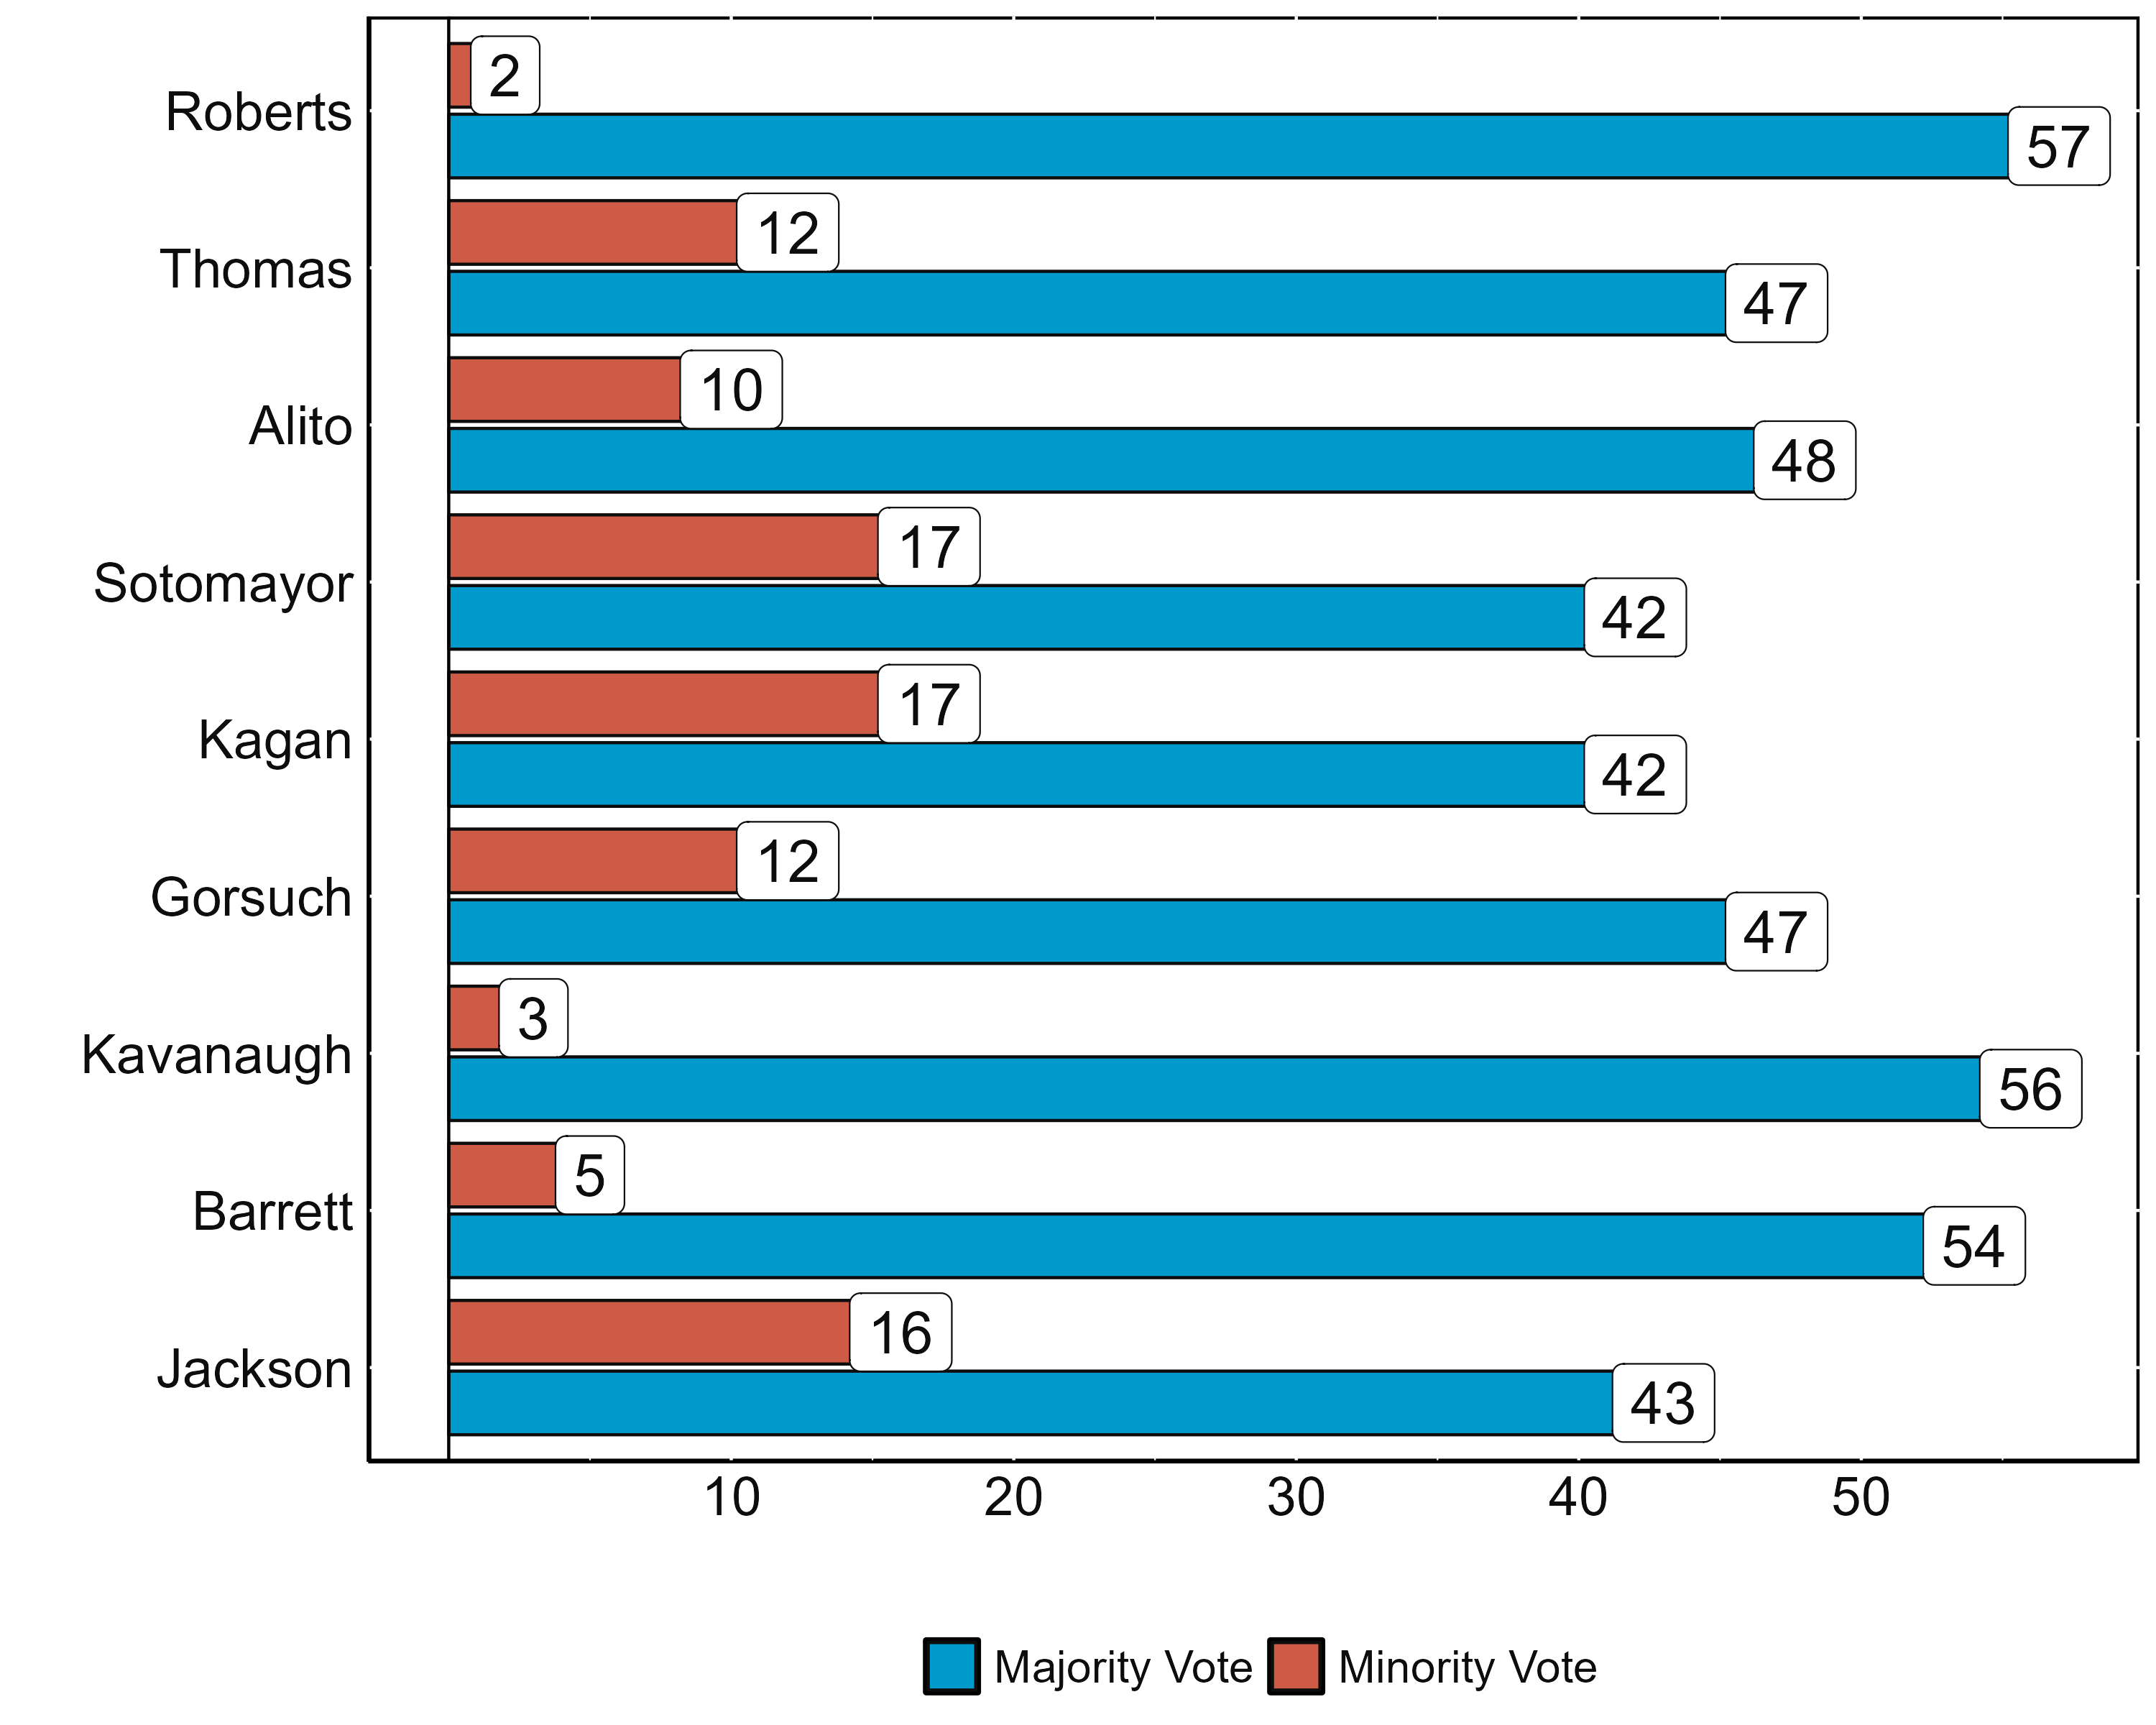 2
Roberts
57
12
Thomas
47
10
Alito
48
17
Sotomayor
42
17
Kagan
42
12
Gorsuch
47
3
Kavanaugh
56
5
Barrett
54
16
Jackson
43
10 20 30 40 50
Majority Vote Minority Vote